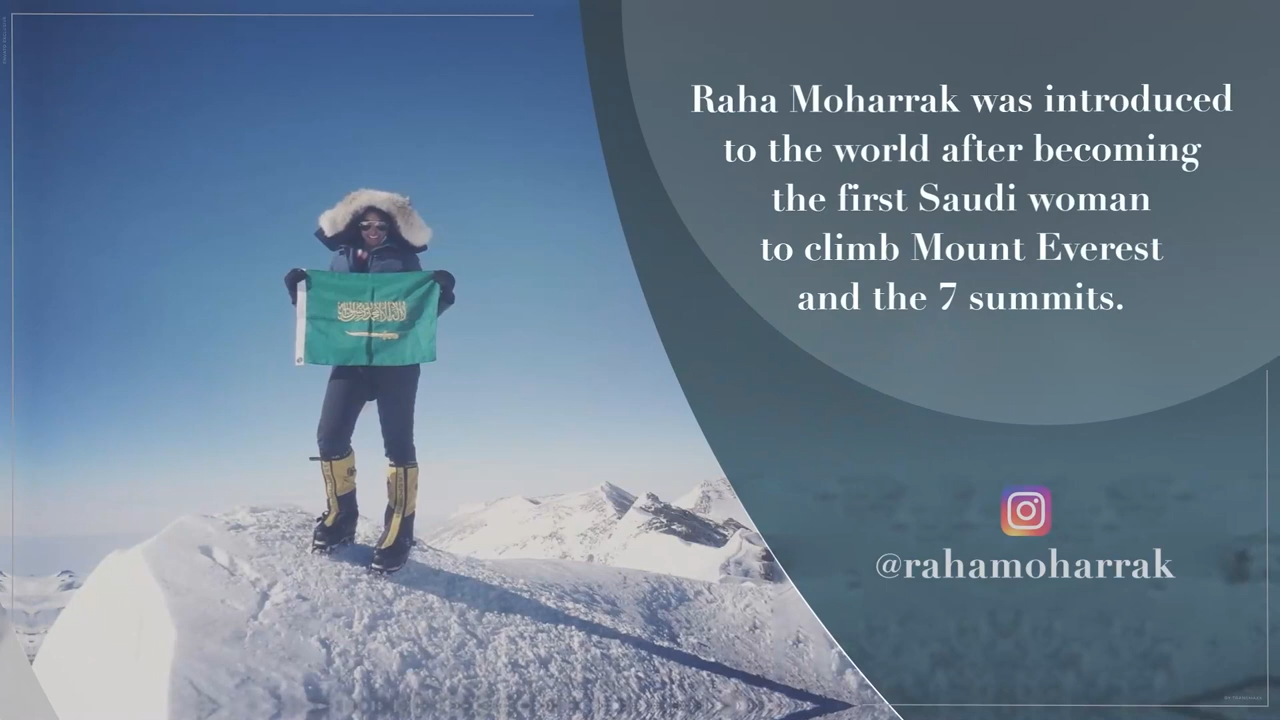 Raha Moharrak was introduced
to the world after becoming
the first Saudi woman
to climb Mount Everest
and the 7 summits.
@rahamoharrak